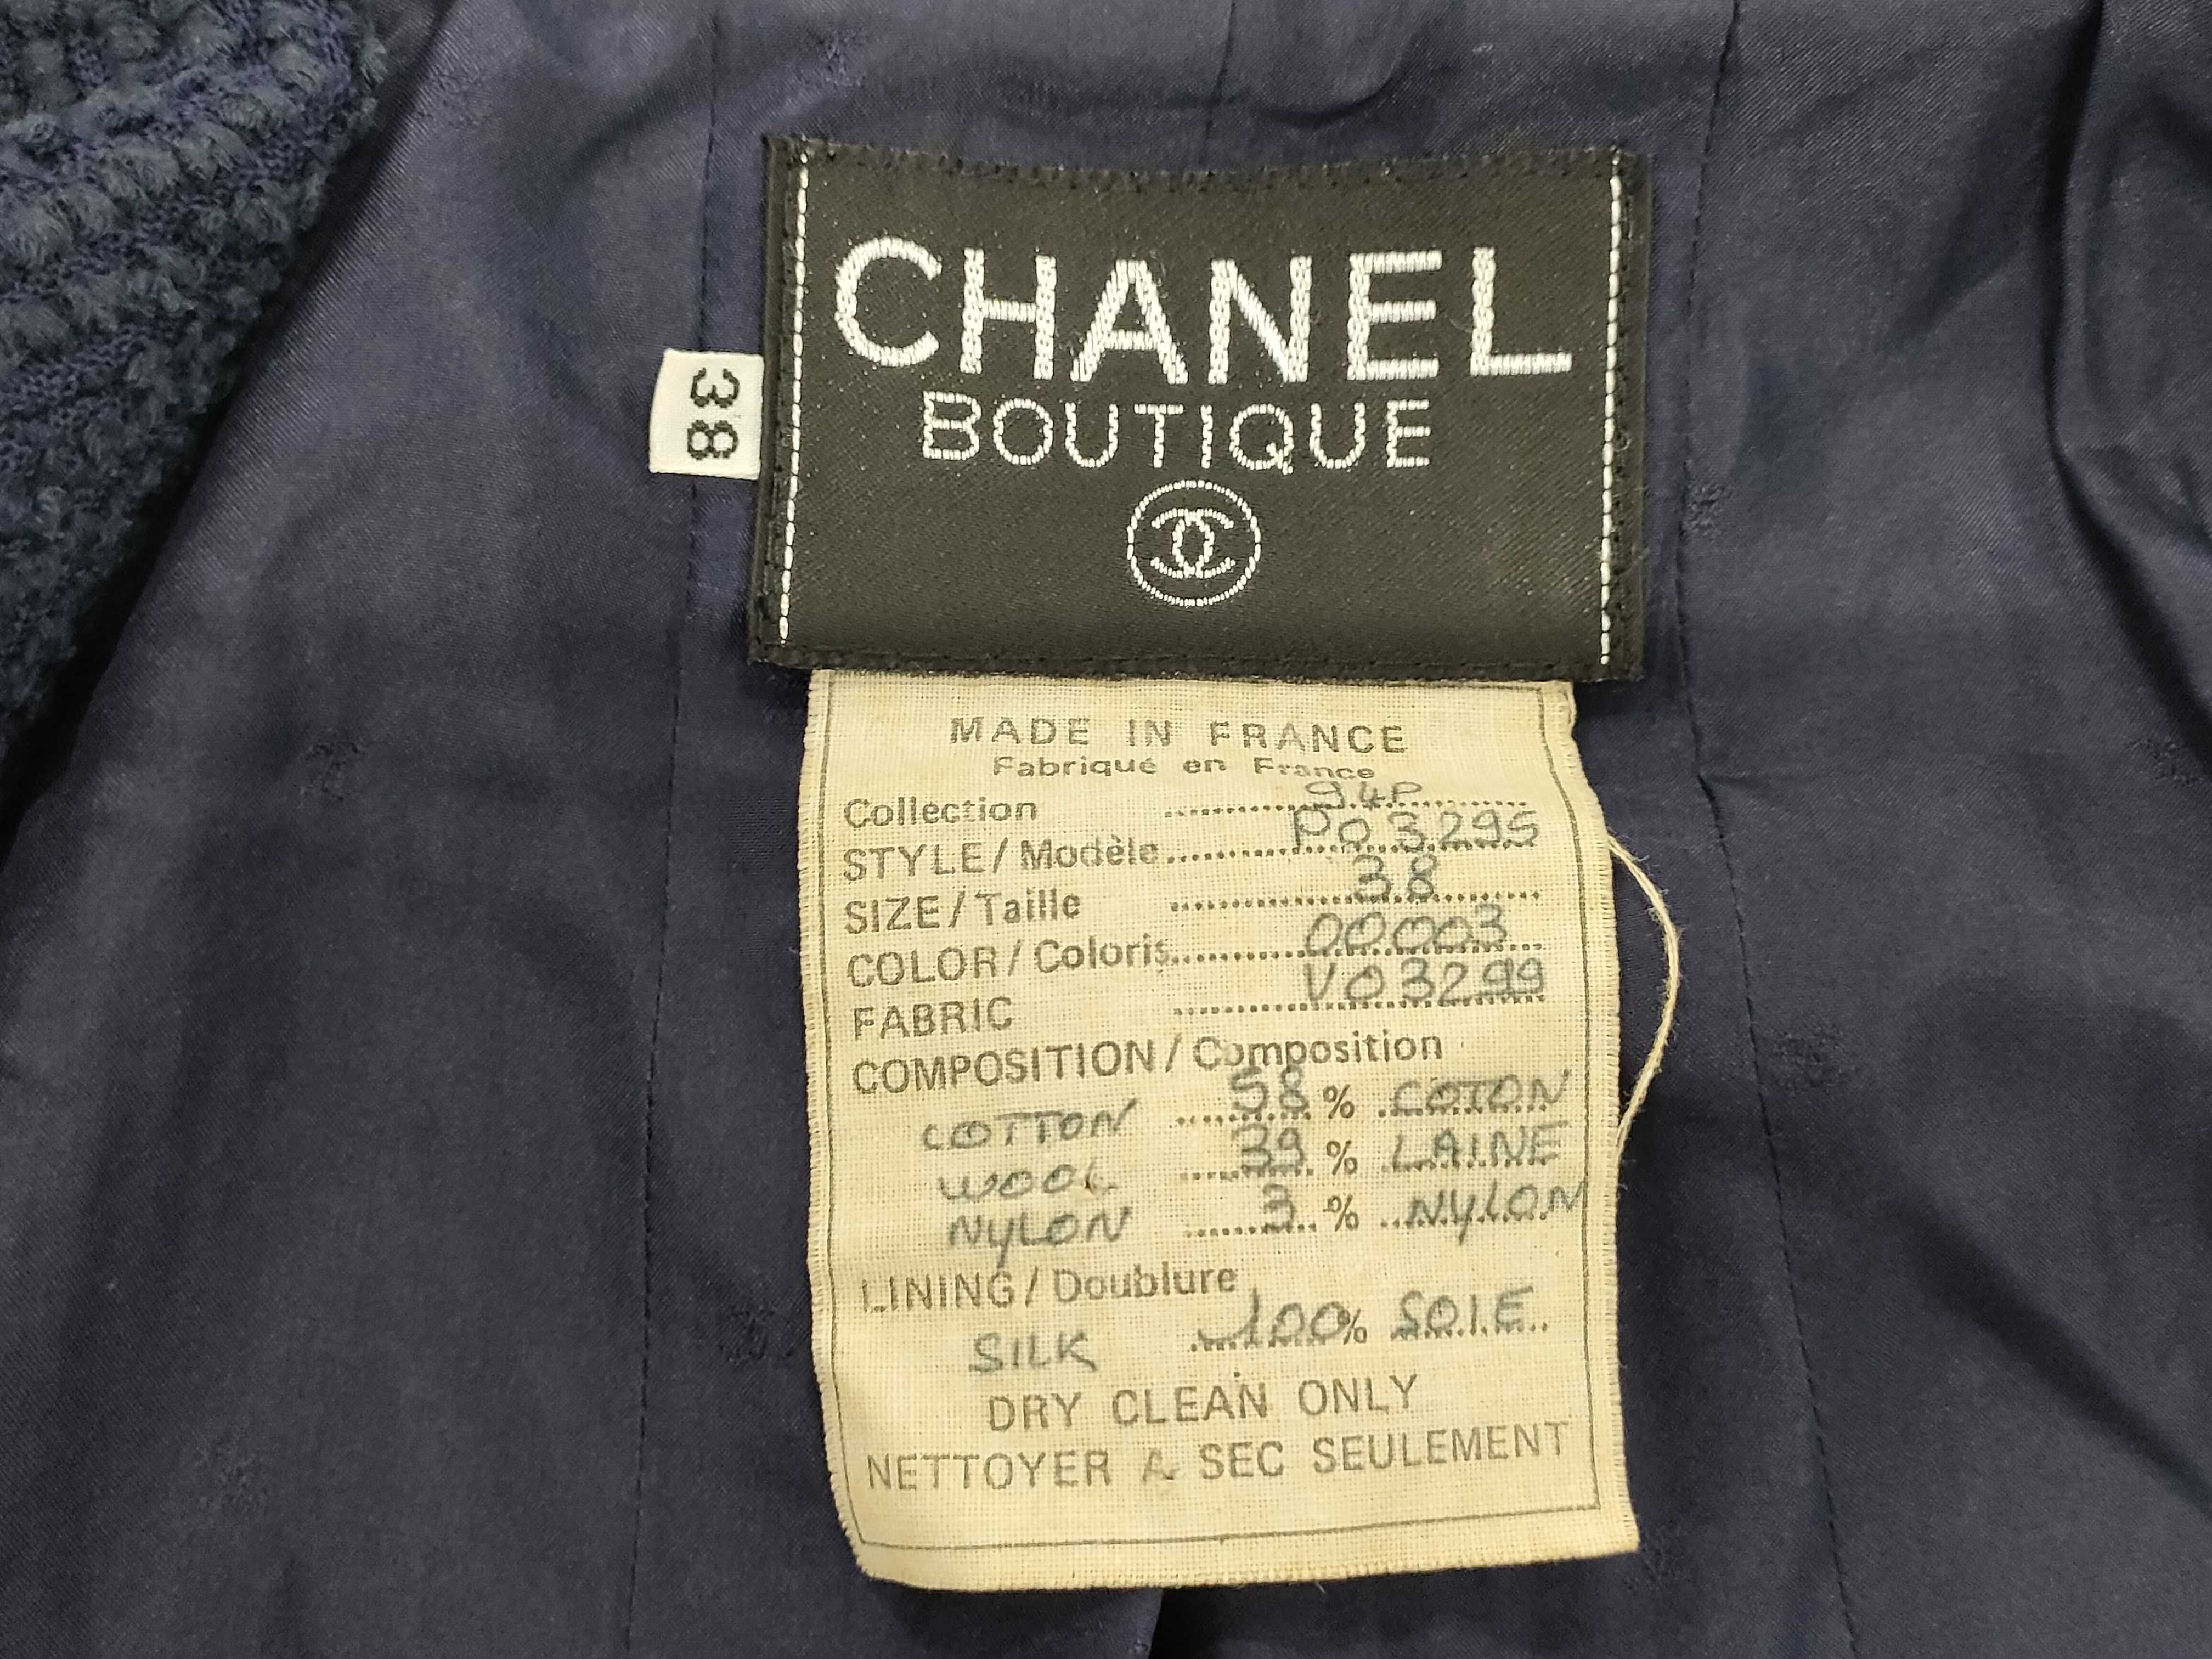 CHANEL
BOUTIQUE
38
MADE IN FRANCE
Fabriqué en France
Collection ........ 94P
STYLE / Modèle ........ P03295
SIZE / Taille ........ 38
COLOR / Coloris ........ 00003
FABRIC ........ V03299
COMPOSITION / Composition
COTTON ........ 58 % COTON
WOOL ........ 39 % LAINE
NYLON ........ 3 % NYLON
LINING / Doublure
SILK ........ 100% SOIE
DRY CLEAN ONLY
NETTOYER A SEC SEULEMENT